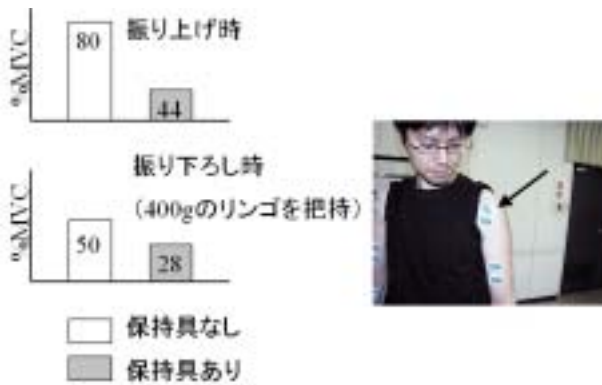 %MVC
80
44
振り上げ時
%MVC
50
28
振り下ろし時
（400gのリンゴを把持）
保持具なし
保持具あり